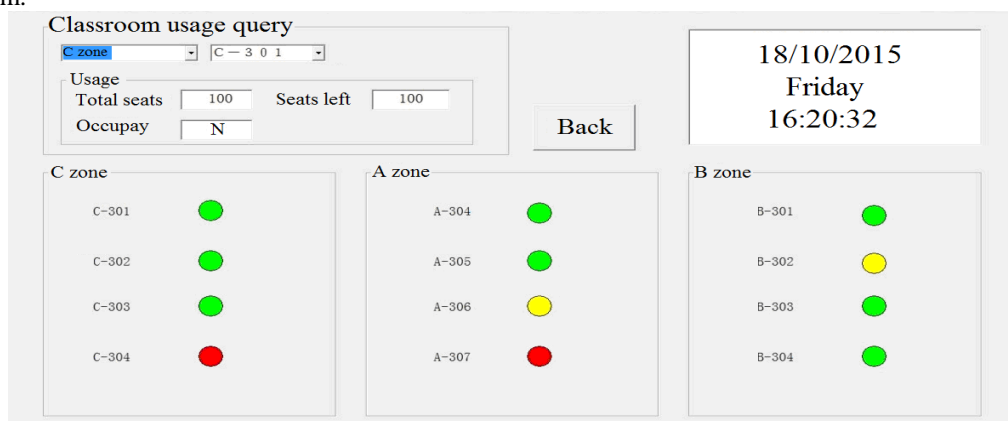 m.
Classroom usage query
C zone C－３０１
Usage
Total seats 100 Seats left 100
Occupay N
Back
18/10/2015
Friday
16:20:32
C zone
C-301
C-302
C-303
C-304
A zone
A-304
A-305
A-306
A-307
B zone
B-301
B-302
B-303
B-304